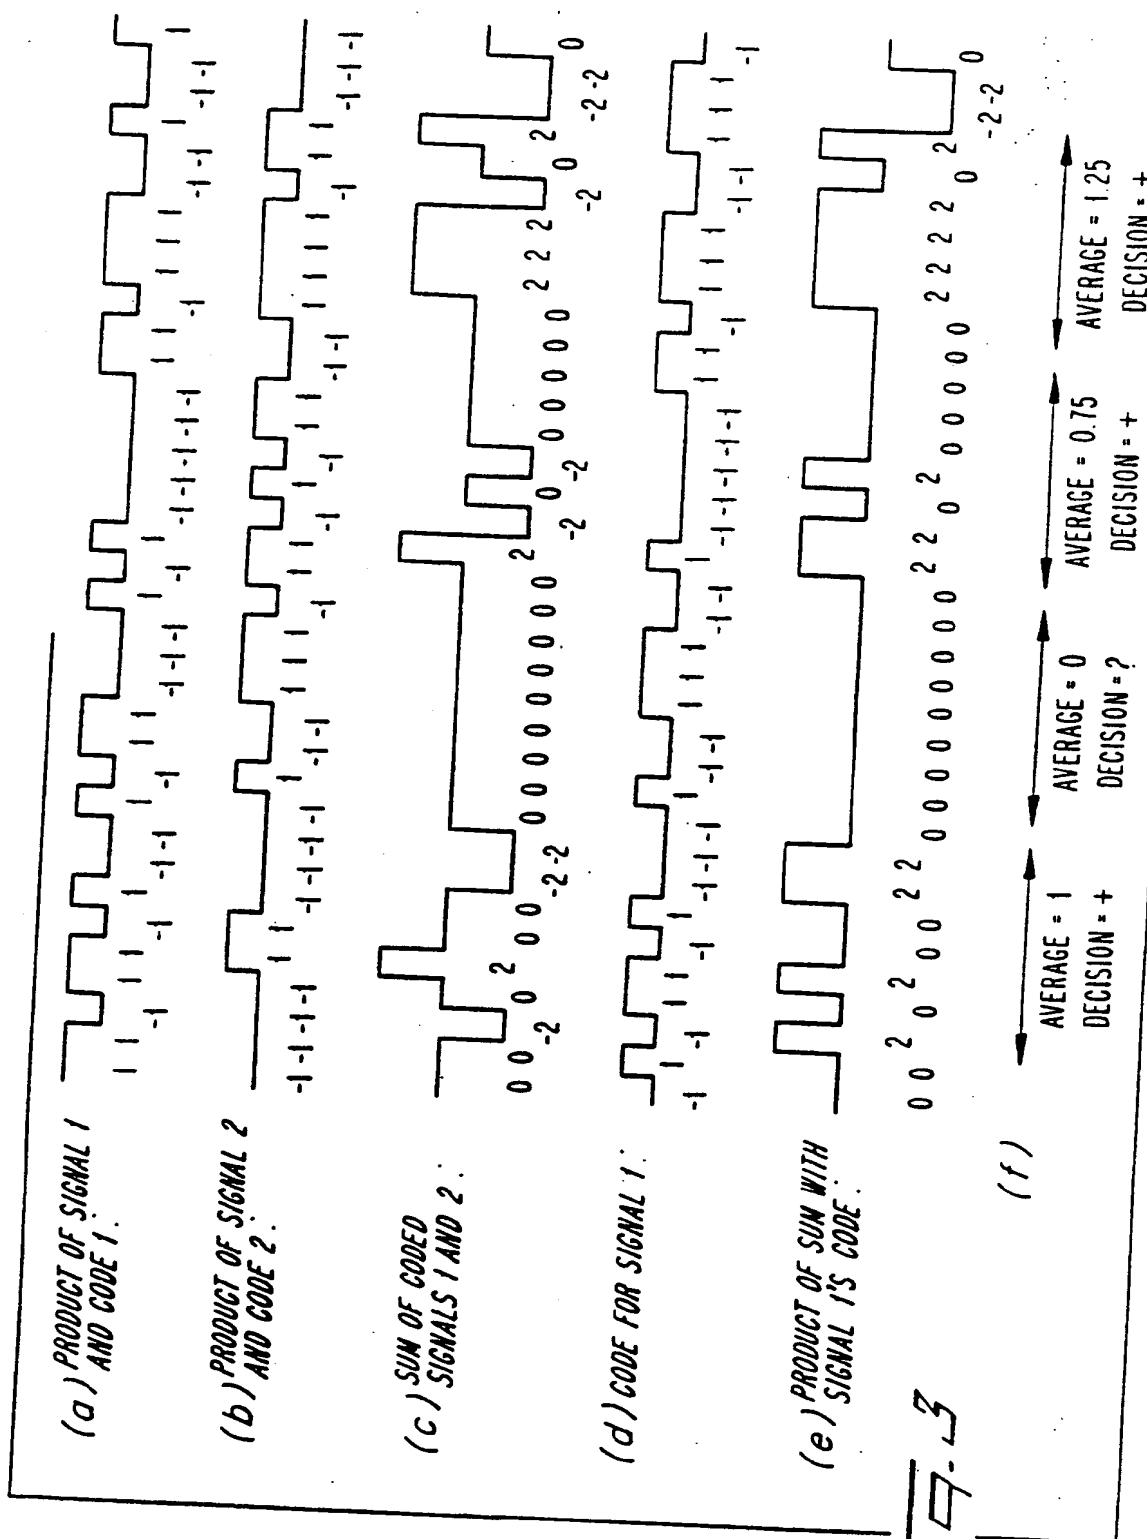 (a) PRODUCT OF SIGNAL 1
AND CODE 1.
1 1 -1 1 1 -1 1 -1 -1 1 -1 1 1 -1 -1 -1 1 -1 1 -1 -1 -1 -1 -1 1 1 -1 1 1 1 -1 -1 1 -1 -1 1
(b) PRODUCT OF SIGNAL 2
AND CODE 2.
-1 -1 -1 -1 1 1 -1 -1 -1 -1 1 -1 -1 1 1 1 -1 1 1 -1 1 -1 1 1 -1 -1 1 1 1 1 -1 1 1 -1 -1 -1
(c) SUM OF CODED
SIGNALS 1 AND 2.
0 0 -2 0 2 0 0 -2 -2 0 0 0 0 0 0 0 0 0 2 -2 0 -2 0 0 0 0 0 2 2 2 -2 0 2 -2 -2 0
(d) CODE FOR SIGNAL 1.
-1 1 -1 1 1 -1 1 -1 -1 -1 1 -1 -1 1 1 1 -1 -1 1 -1 -1 -1 -1 -1 1 1 -1 1 1 1 -1 -1 1 1 1 -1
(e) PRODUCT OF SUM WITH
SIGNAL 1'S CODE.
0 0 2 0 2 0 0 2 2 0 0 0 0 0 0 0 0 0 2 2 0 2 0 0 0 0 0 2 2 2 2 0 2 -2 -2 0
(f)
AVERAGE = 1
DECISION = +
AVERAGE = 0
DECISION = ?
AVERAGE = 0.75
DECISION = +
AVERAGE = 1.25
DECISION = +